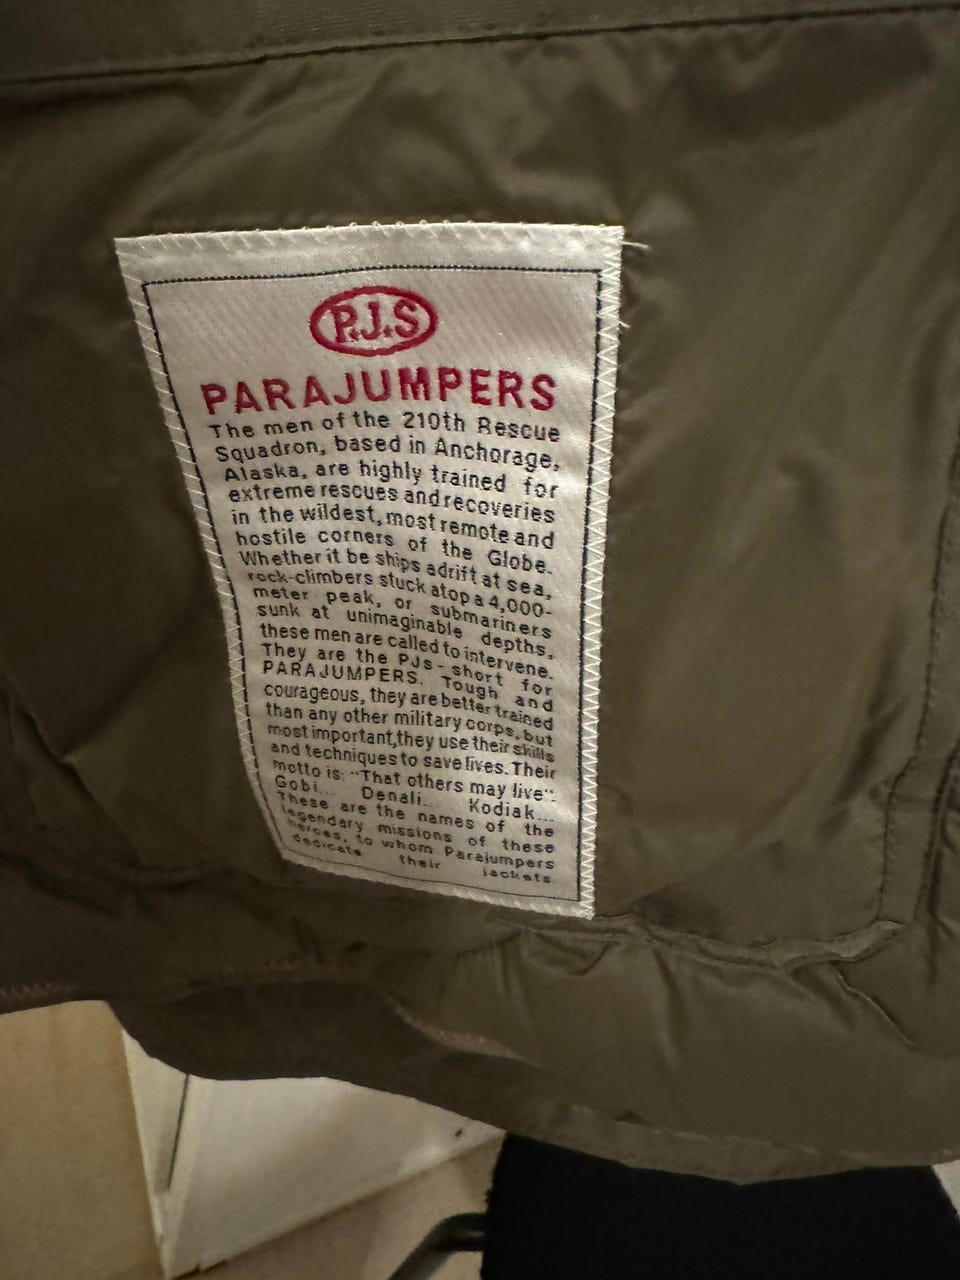 P.J.S
PARAJUMPERS
The men of the 210th Rescue
Squadron, based in Anchorage,
Alaska, are highly trained for
extreme rescues and recoveries
in the wildest, most remote and
hostile corners of the Globe.
Whether it be ships adrift at sea,
rock-climbers stuck atop a 4,000-
meter peak, or submariners
sunk at unimaginable depths,
these men are called to intervene.
They are the PJs - short for
PARAJUMPERS. Tough and
courageous, they are better trained
than any other military corps, but
most important, they use their skills
and techniques to save lives. Their
motto is: "That others may live".
Gobi... Denali... Kodiak...
These are the names of the
legendary missions of these
heroes, to whom Parajumpers
dedicate their jackets